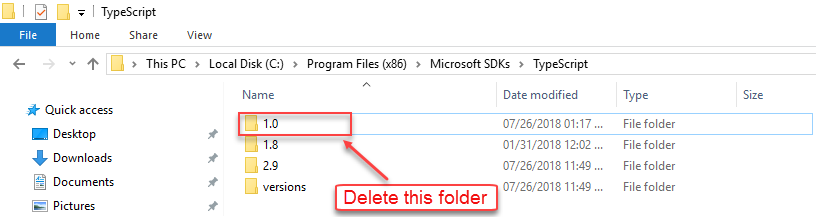 TypeScript
File Home Share View
This PC Local Disk (C:) Program Files (x86) Microsoft SDKs TypeScript
Name Date modified Type Size
Quick access
1.0 07/26/2018 01:17 ... File folder
Desktop
1.8 01/31/2018 12:02 ... File folder
Downloads
2.9 07/26/2018 11:49 ... File folder
Documents
versions 07/26/2018 11:49 ... File folder
Pictures
Delete this folder